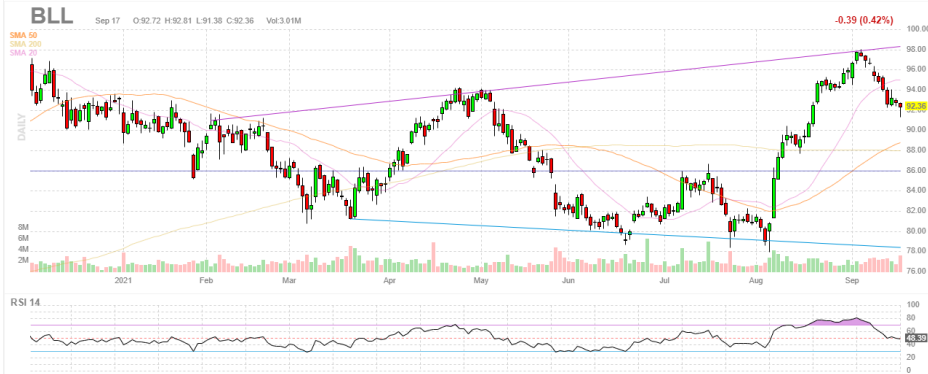 BLL Sep 17 O:92.72 H:92.81 L:91.38 C:92.36 Vol:3.01M -0.39 (0.42%)
SMA 50
SMA 200
SMA 20
100.00
98.00
96.00
94.00
92.36
90.00
88.00
86.00
84.00
82.00
80.00
78.00
76.00
DAILY
8M
6M
4M
2M
2021 Feb Mar Apr May Jun Jul Aug Sep
RSI 14
100
80
60
48.39
40
20
0